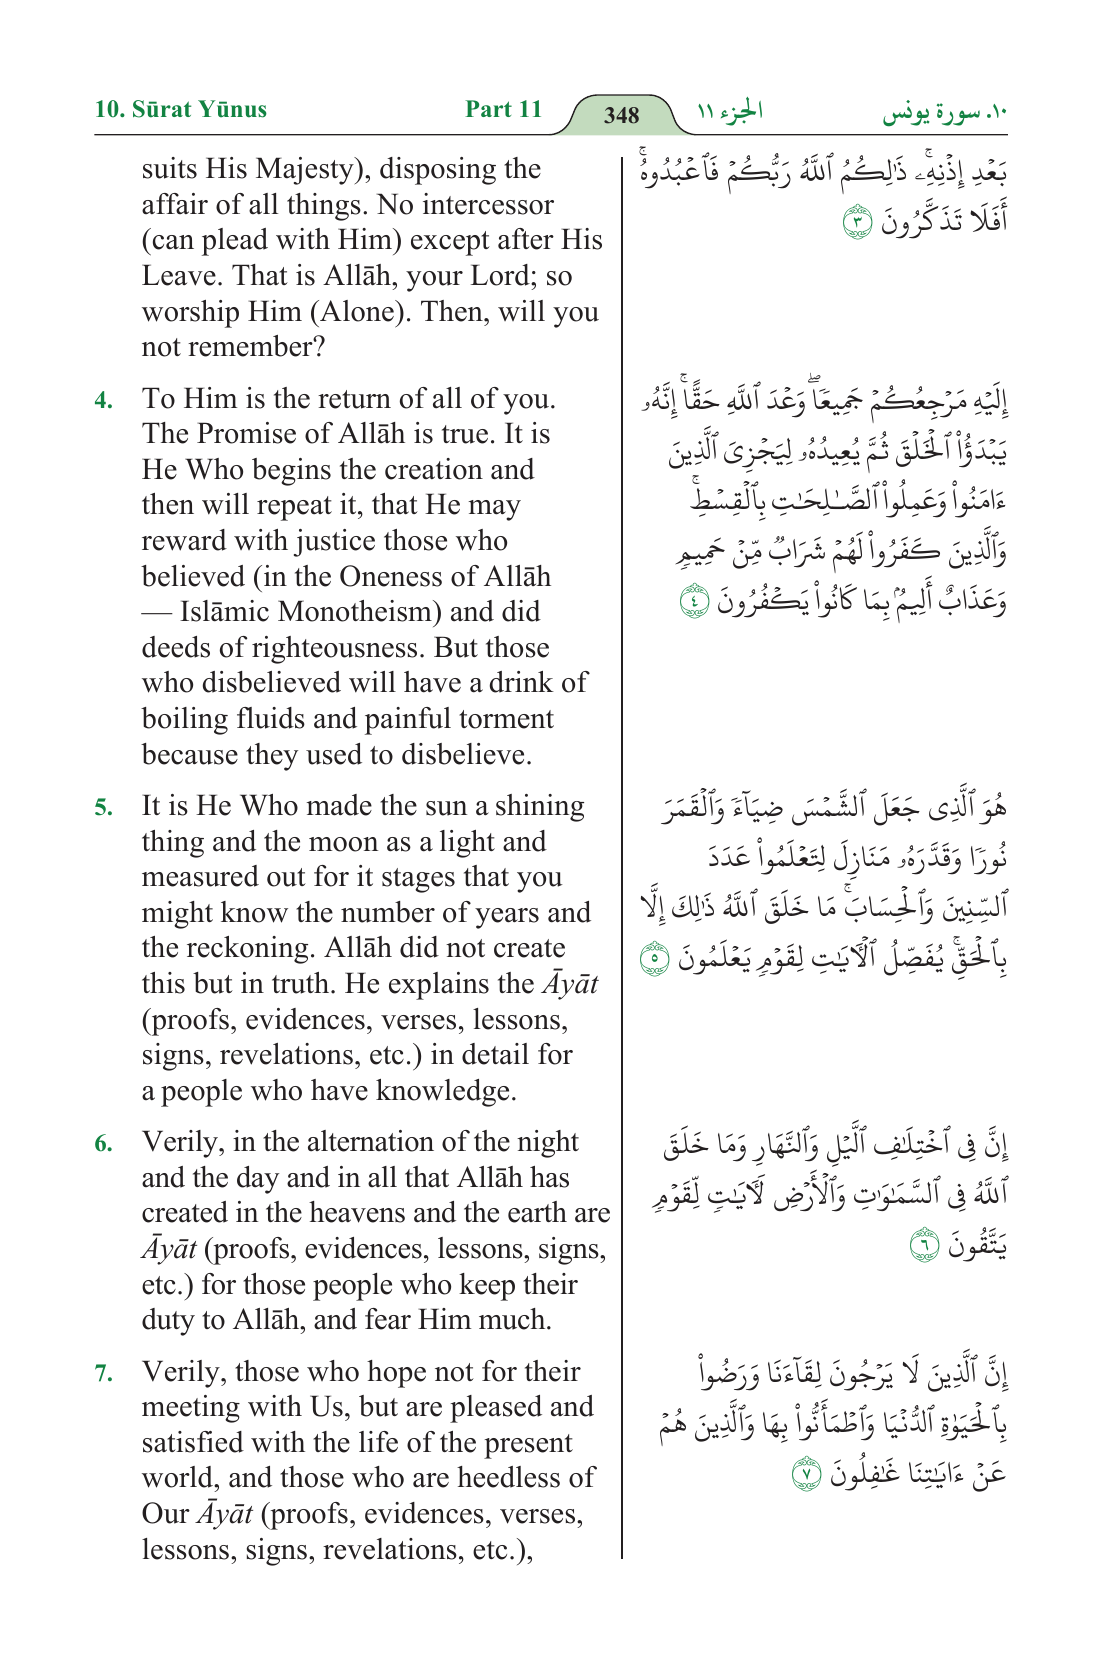 10. Sūrat Yūnus Part 11 348 الجزء ١١ ١٠. سورة يونس
suits His Majesty), disposing the
affair of all things. No intercessor
(can plead with Him) except after His
Leave. That is Allāh, your Lord; so
worship Him (Alone). Then, will you
not remember?
4. To Him is the return of all of you.
The Promise of Allāh is true. It is
He Who begins the creation and
then will repeat it, that He may
reward with justice those who
believed (in the Oneness of Allāh
— Islāmic Monotheism) and did
deeds of righteousness. But those
who disbelieved will have a drink of
boiling fluids and painful torment
because they used to disbelieve.
5. It is He Who made the sun a shining
thing and the moon as a light and
measured out for it stages that you
might know the number of years and
the reckoning. Allāh did not create
this but in truth. He explains the Āyāt
(proofs, evidences, verses, lessons,
signs, revelations, etc.) in detail for
a people who have knowledge.
6. Verily, in the alternation of the night
and the day and in all that Allāh has
created in the heavens and the earth are
Āyāt (proofs, evidences, lessons, signs,
etc.) for those people who keep their
duty to Allāh, and fear Him much.
7. Verily, those who hope not for their
meeting with Us, but are pleased and
satisfied with the life of the present
world, and those who are heedless of
Our Āyāt (proofs, evidences, verses,
lessons, signs, revelations, etc.),
بَعْدِ إِذْنِهِۦۚ ذَٰلِكُمُ ٱللَّهُ رَبُّكُمْ فَٱعْبُدُوهُۚ
أَفَلَا تَذَكَّرُونَ ٣
إِلَيْهِ مَرْجِعُكُمْ جَمِيعًاۖ وَعْدَ ٱللَّهِ حَقًّاۚ إِنَّهُۥ
يَبْدَؤُا۟ ٱلْخَلْقَ ثُمَّ يُعِيدُهُۥ لِيَجْزِىَ ٱلَّذِينَ
ءَامَنُوا۟ وَعَمِلُوا۟ ٱلصَّـٰلِحَـٰتِ بِٱلْقِسْطِۚ
وَٱلَّذِينَ كَفَرُوا۟ لَهُمْ شَرَابٌ مِّنْ حَمِيمٍ
وَعَذَابٌ أَلِيمٌۢ بِمَا كَانُوا۟ يَكْفُرُونَ ٤
هُوَ ٱلَّذِى جَعَلَ ٱلشَّمْسَ ضِيَآءً وَٱلْقَمَرَ
نُورًا وَقَدَّرَهُۥ مَنَازِلَ لِتَعْلَمُوا۟ عَدَدَ
ٱلسِّنِينَ وَٱلْحِسَابَۚ مَا خَلَقَ ٱللَّهُ ذَٰلِكَ إِلَّا
بِٱلْحَقِّۚ يُفَصِّلُ ٱلْـَٔايَـٰتِ لِقَوْمٍ يَعْلَمُونَ ٥
إِنَّ فِى ٱخْتِلَـٰفِ ٱلَّيْلِ وَٱلنَّهَارِ وَمَا خَلَقَ
ٱللَّهُ فِى ٱلسَّمَـٰوَٰتِ وَٱلْأَرْضِ لَـَٔايَـٰتٍ لِّقَوْمٍ
يَتَّقُونَ ٦
إِنَّ ٱلَّذِينَ لَا يَرْجُونَ لِقَآءَنَا وَرَضُوا۟
بِٱلْحَيَوٰةِ ٱلدُّنْيَا وَٱطْمَأَنُّوا۟ بِهَا وَٱلَّذِينَ هُمْ
عَنْ ءَايَـٰتِنَا غَـٰفِلُونَ ٧